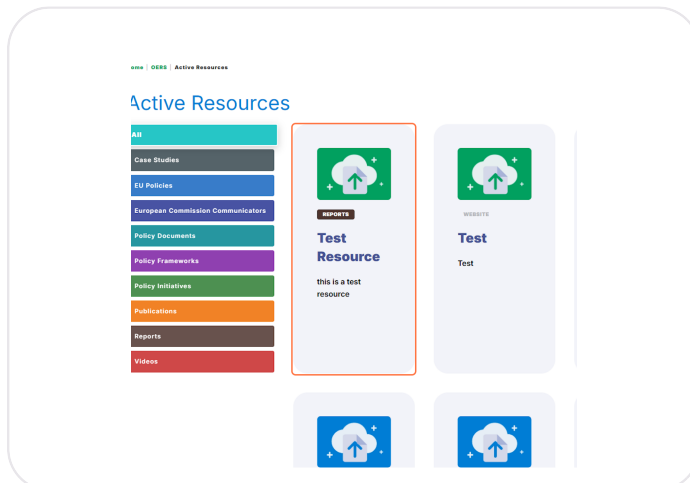 ome | OERS | Active Resources
Active Resources
All
Case Studies
EU Policies
European Commission Communicators
Policy Documents
Policy Frameworks
Policy Initiatives
Publications
Reports
Videos
REPORTS
Test
Resource
this is a test
resource
WEBSITE
Test
Test